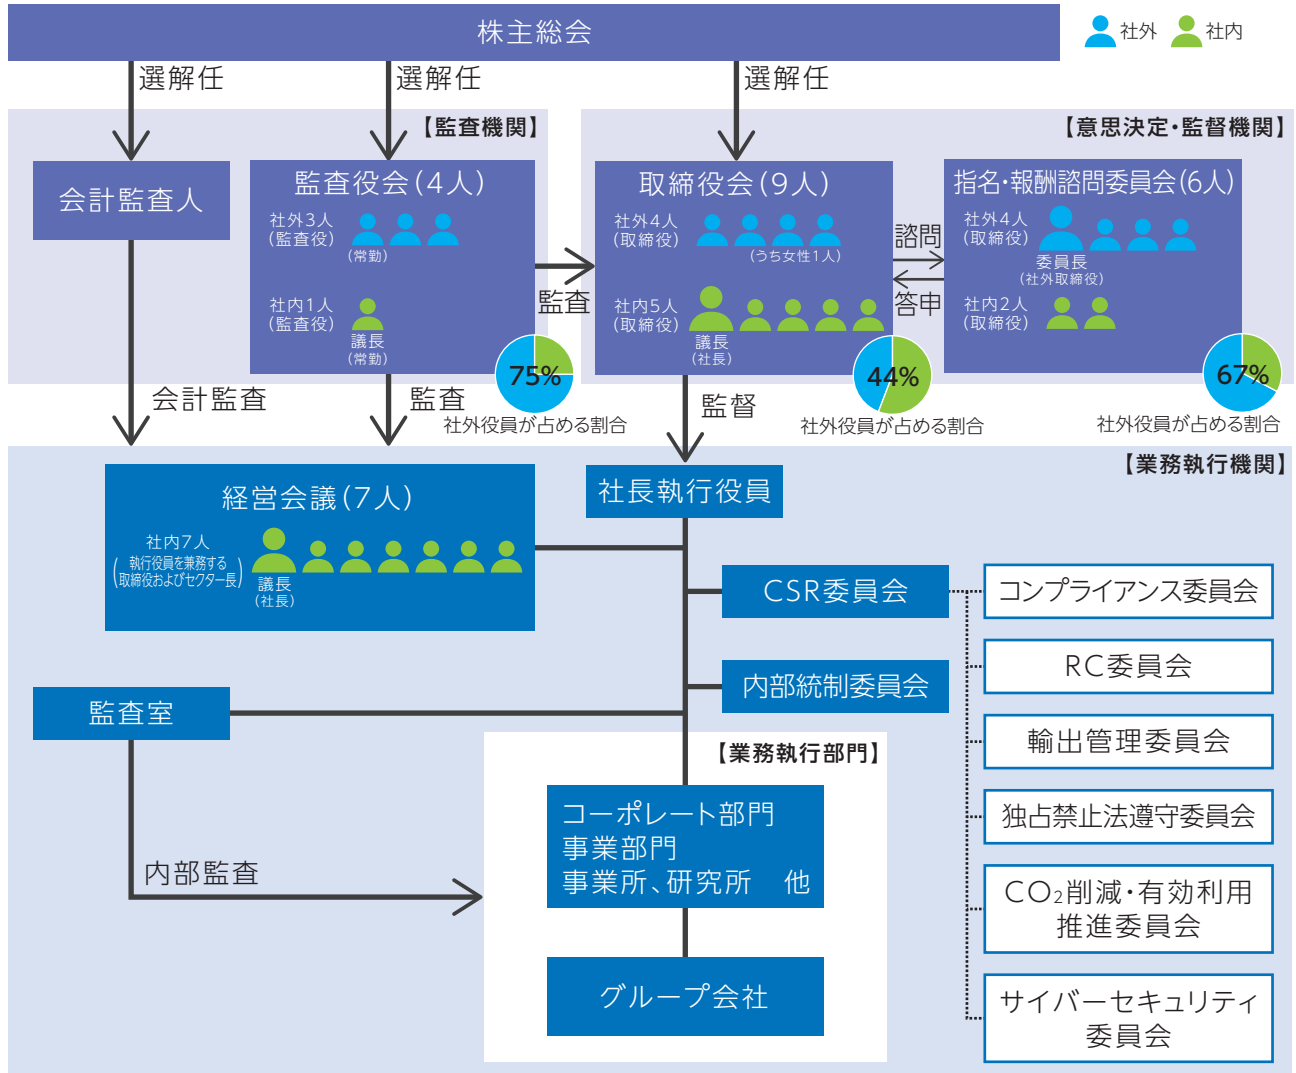 株主総会
社外
社内
選解任
選解任
選解任
【監査機関】
【意思決定・監督機関】
会計監査人
監査役会(4人)
社外3人
(監査役)
(常勤)
社内1人
(監査役)
議長
(常勤)
75%
社外役員が占める割合
監査
取締役会(9人)
社外4人
(取締役)
(うち女性1人)
社内5人
(取締役)
議長
(社長)
44%
社外役員が占める割合
諮問
答申
指名・報酬諮問委員会(6人)
社外4人
(取締役)
委員長
(社外取締役)
社内2人
(取締役)
67%
社外役員が占める割合
会計監査
監査
監督
【業務執行機関】
経営会議(7人)
社内7人
(執行役員を兼務する
取締役およびセクター長)
議長
(社長)
社長執行役員
CSR委員会
内部統制委員会
コンプライアンス委員会
RC委員会
輸出管理委員会
独占禁止法遵守委員会
CO₂削減・有効利用
推進委員会
サイバーセキュリティ
委員会
監査室
内部監査
【業務執行部門】
コーポレート部門
事業部門
事業所、研究所　他
グループ会社